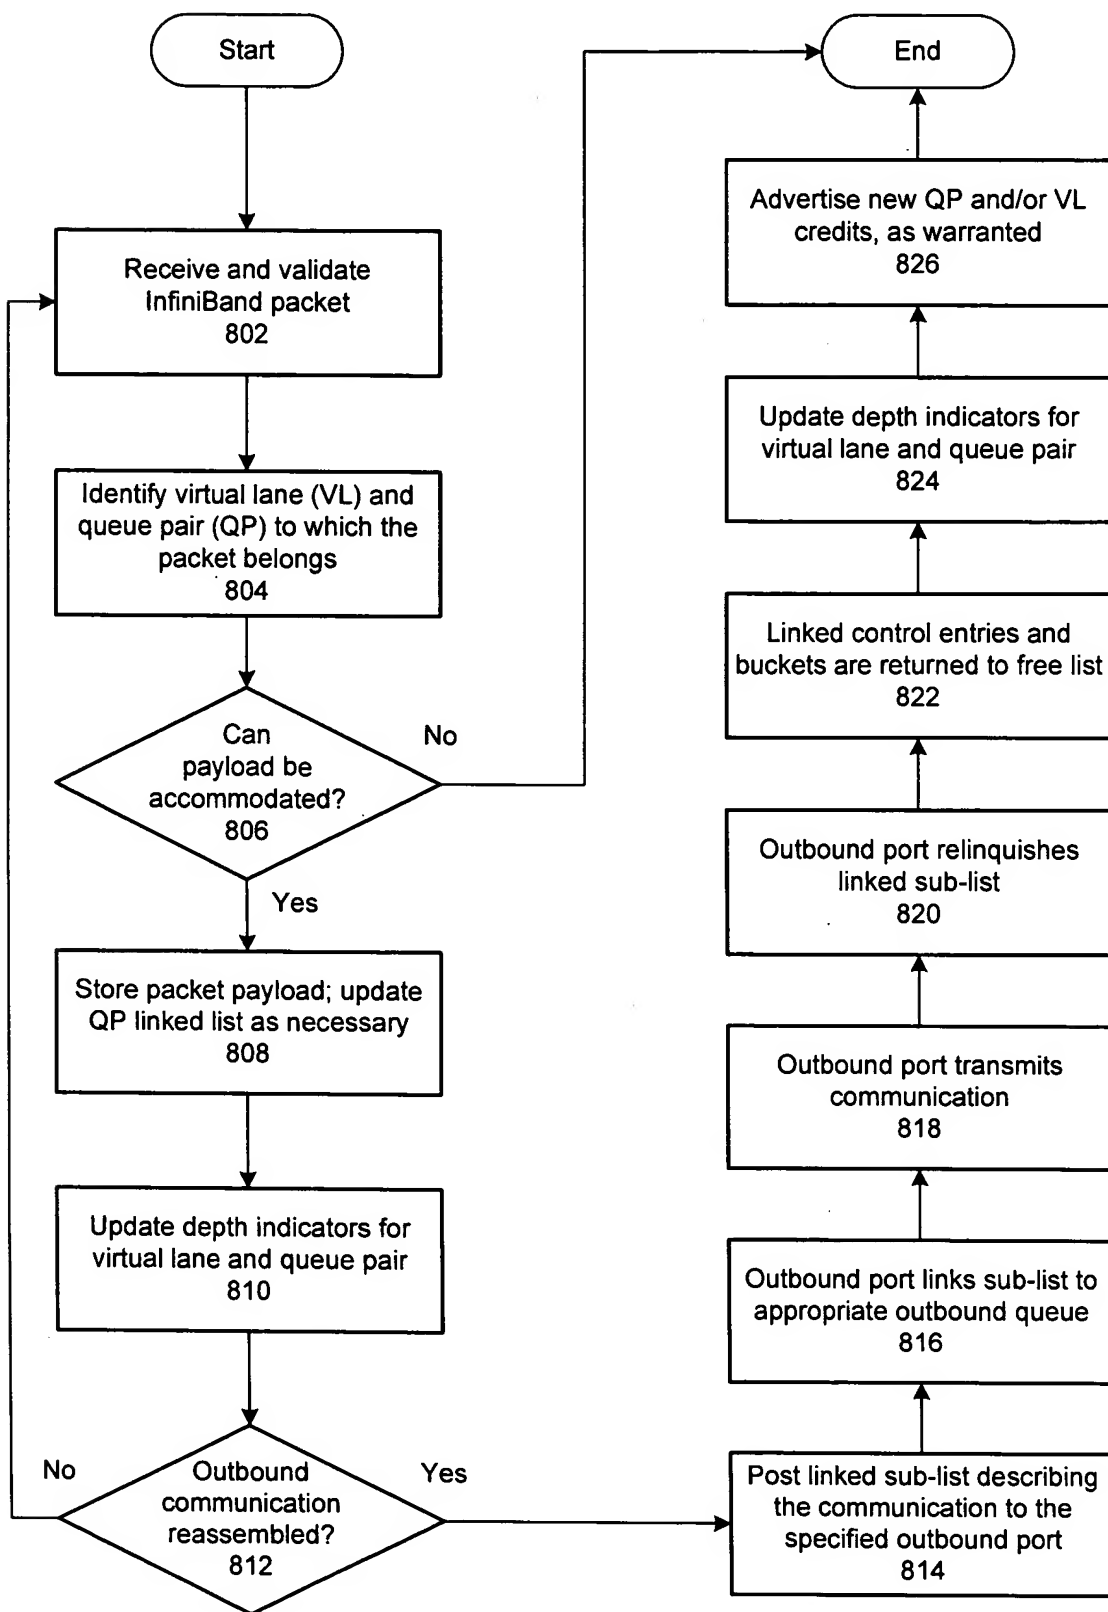 Start
Receive and validate
InfiniBand packet
802
Identify virtual lane (VL) and
queue pair (QP) to which the
packet belongs
804
Can
payload be
accommodated?
806
No
Yes
Store packet payload; update
QP linked list as necessary
808
Update depth indicators for
virtual lane and queue pair
810
Outbound
communication
reassembled?
812
No
Yes
Post linked sub-list describing
the communication to the
specified outbound port
814
Outbound port links sub-list to
appropriate outbound queue
816
Outbound port transmits
communication
818
Outbound port relinquishes
linked sub-list
820
Linked control entries and
buckets are returned to free list
822
Update depth indicators for
virtual lane and queue pair
824
Advertise new QP and/or VL
credits, as warranted
826
End